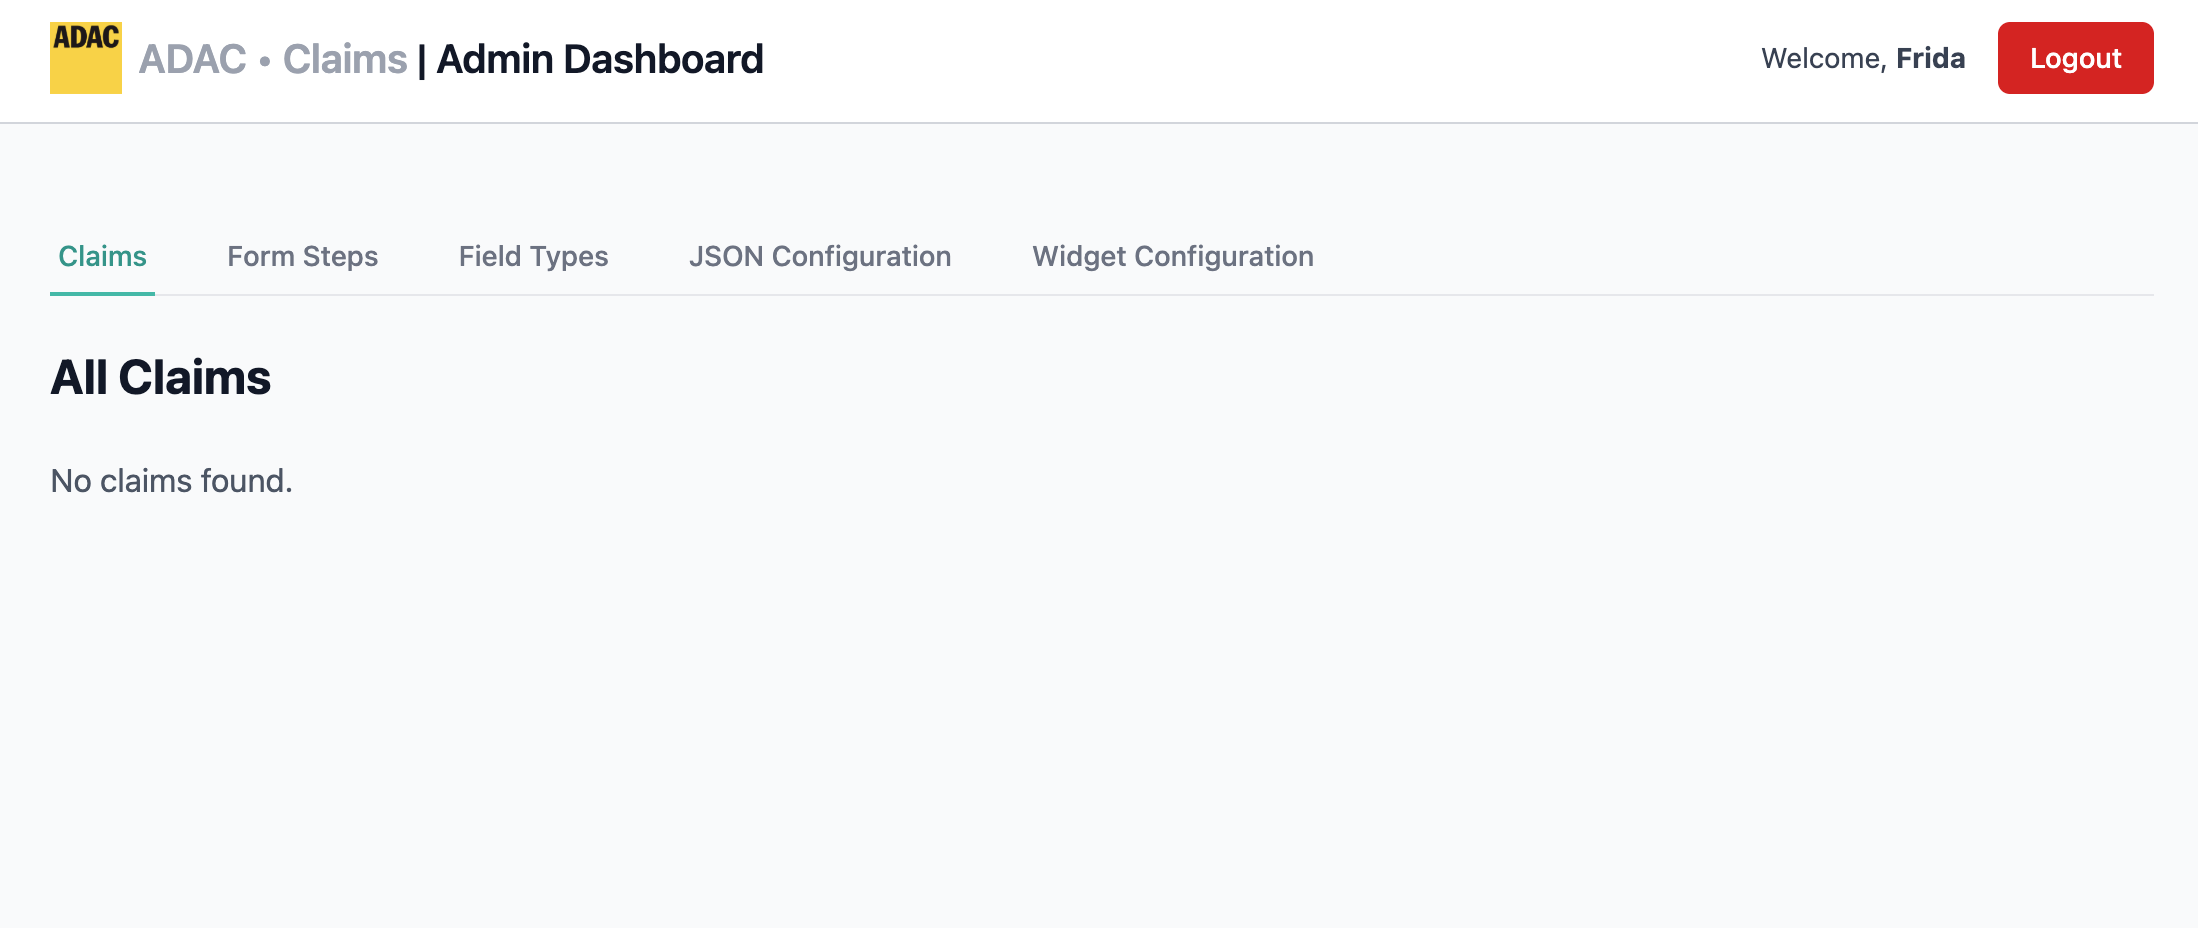 ADAC
ADAC • Claims | Admin Dashboard
Welcome, Frida
Logout
Claims
Form Steps
Field Types
JSON Configuration
Widget Configuration
All Claims
No claims found.